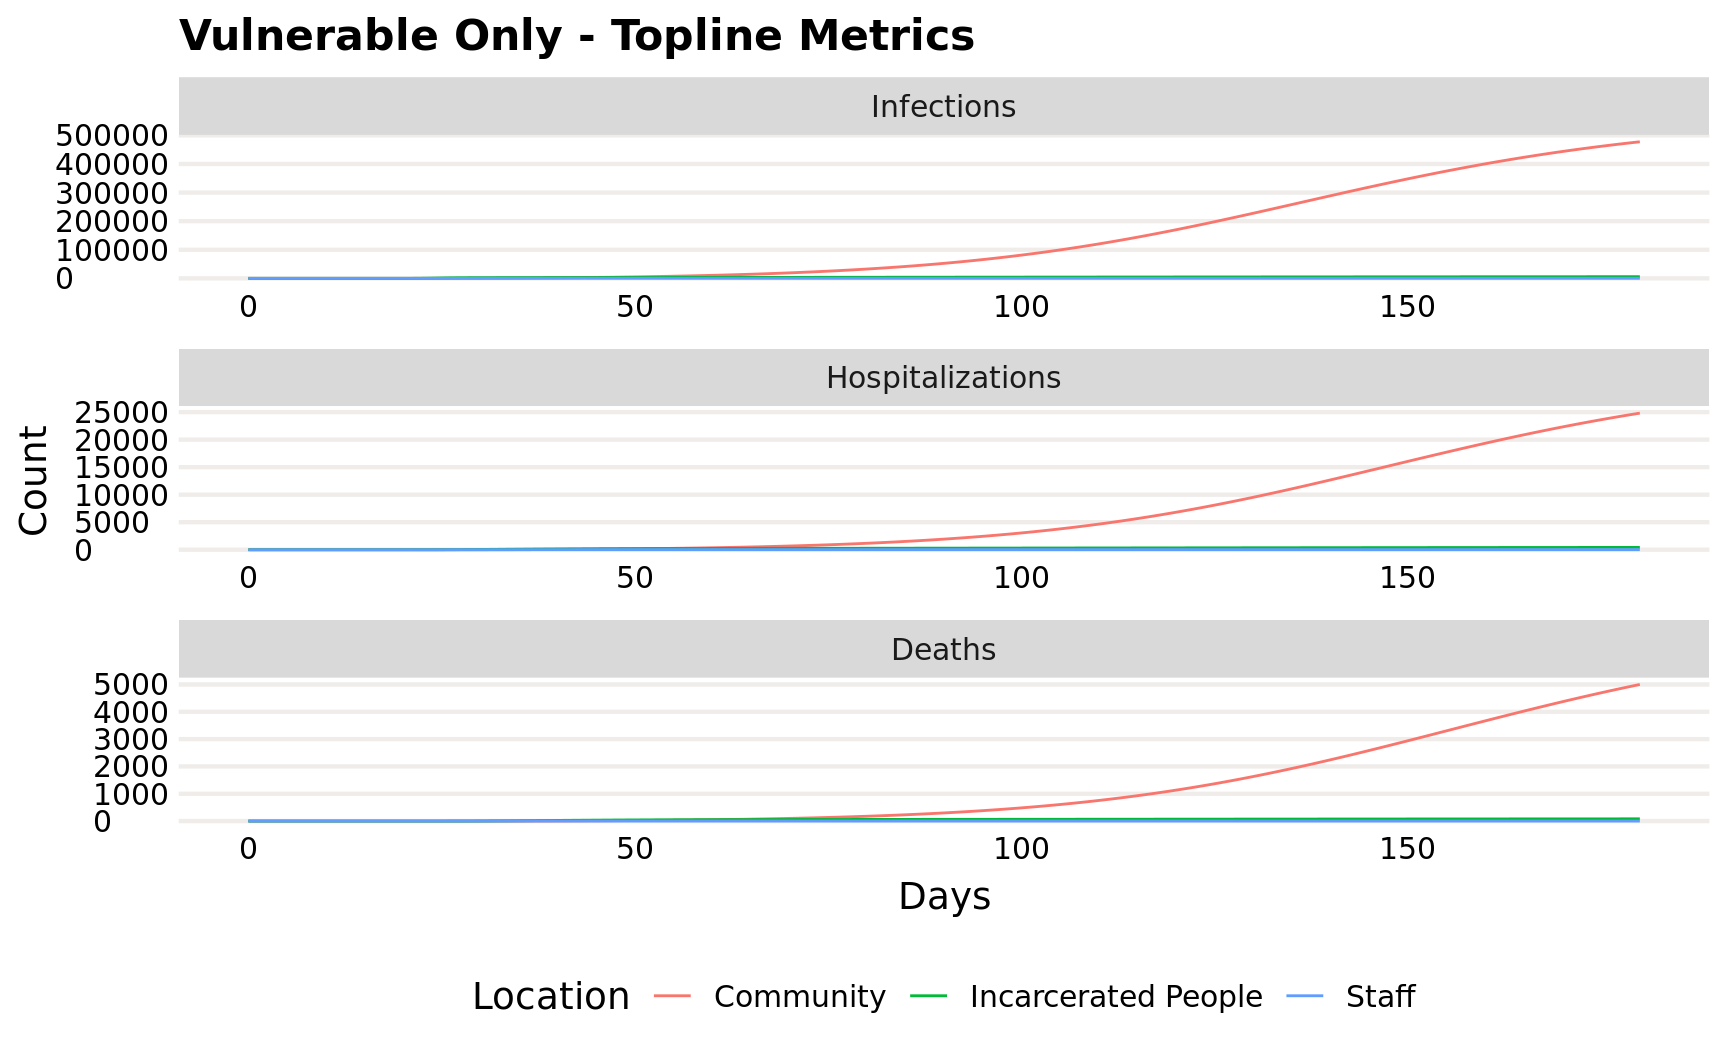 Vulnerable Only - Topline Metrics
Infections
500000
400000
300000
200000
100000
0
0 50 100 150
Hospitalizations
25000
20000
15000
10000
5000
0
0 50 100 150
Count
Deaths
5000
4000
3000
2000
1000
0
0 50 100 150
Days
Location Community Incarcerated People Staff